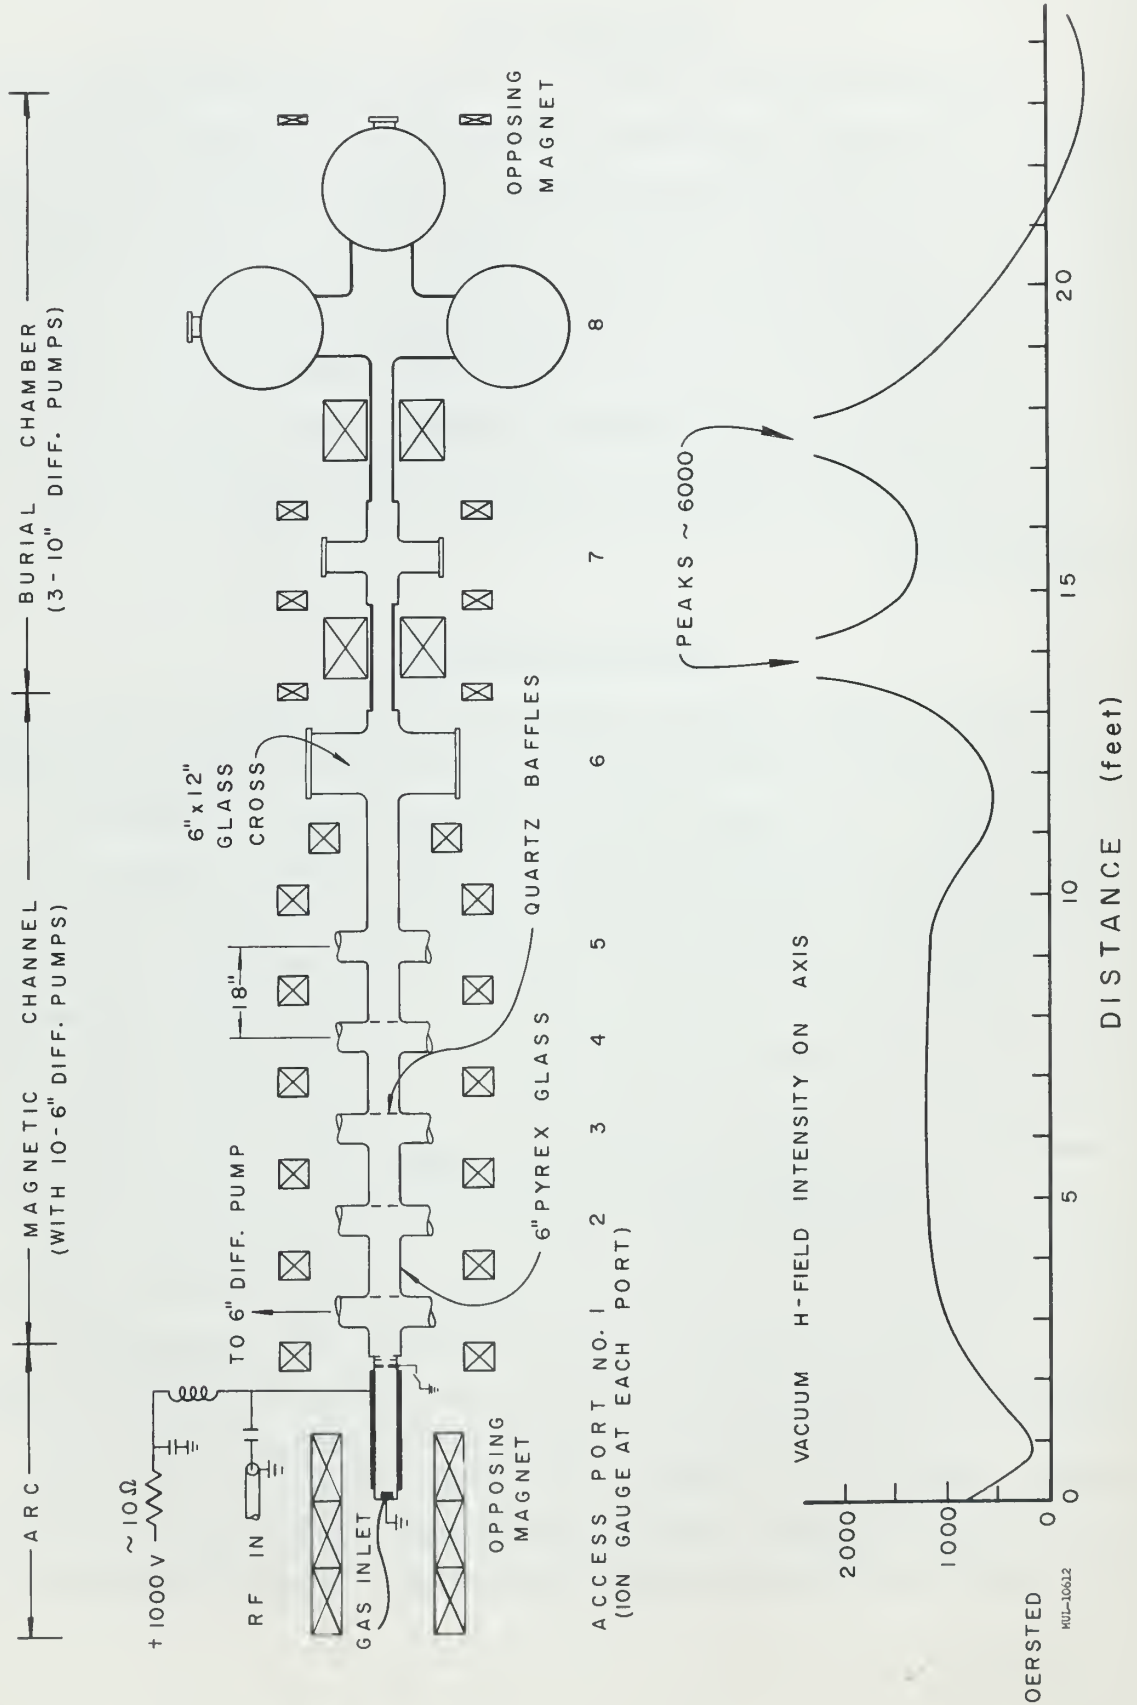 ARC
MAGNETIC CHANNEL
(WITH 10-6" DIFF. PUMPS)
BURIAL CHAMBER
(3-10" DIFF. PUMPS)
+1000 V
~10Ω
RF IN
GAS INLET
TO 6" DIFF. PUMP
18"
6"x12"
GLASS
CROSS
OPPOSING
MAGNET
6" PYREX GLASS
QUARTZ BAFFLES
OPPOSING
MAGNET
ACCESS PORT NO. 1 2 3 4 5 6 7 8
(ION GAUGE AT EACH PORT)
PEAKS ~ 6000
VACUUM H-FIELD INTENSITY ON AXIS
2000
1000
0
OERSTED
0 5 10 15 20
DISTANCE (feet)
MUL-10612